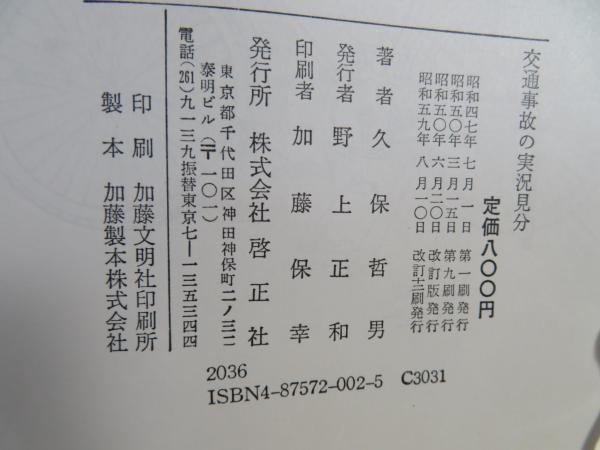 交通事故の実況見分
定価八〇〇円
昭和四七年七月一日 第一刷発行
昭和五〇年三月一五日 第九刷発行
昭和五〇年六月二〇日 改訂版発行
昭和五九年八月一〇日 改訂三刷発行
著者 久保哲男
発行者 野上正和
印刷者 加藤保幸
発行所 株式会社 啓正社
東京都千代田区神田神保町二ノ三二
泰明ビル(〒一〇一)
電話(261)九一三九振替東京七―一三五三四四
印刷 加藤文明社印刷所
製本 加藤製本株式会社
2036
ISBN4-87572-002-5 C3031